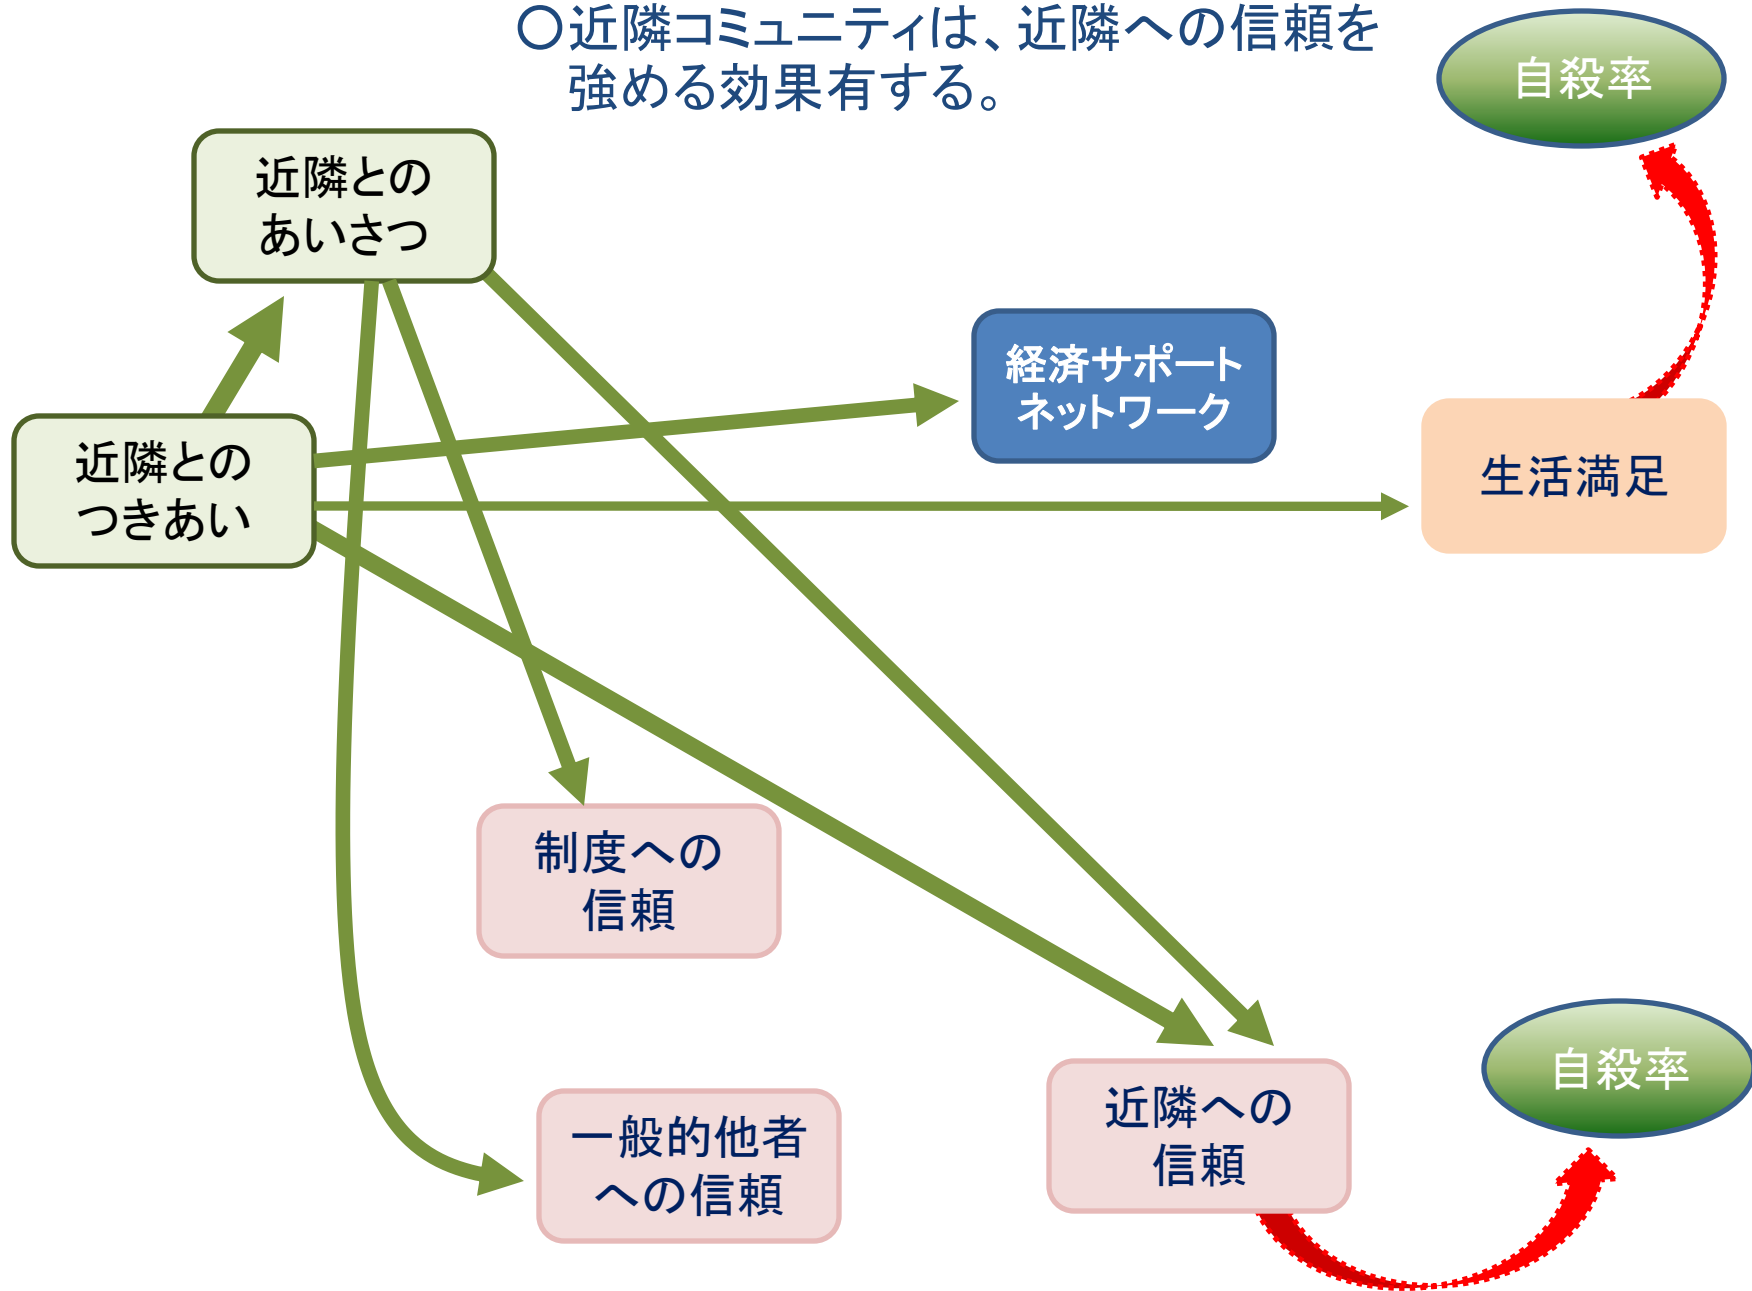 〇近隣コミュニティは、近隣への信頼を
強める効果有する。
自殺率
近隣との
あいさつ
経済サポート
ネットワーク
近隣との
つきあい
生活満足
制度への
信頼
一般的他者
への信頼
近隣への
信頼
自殺率